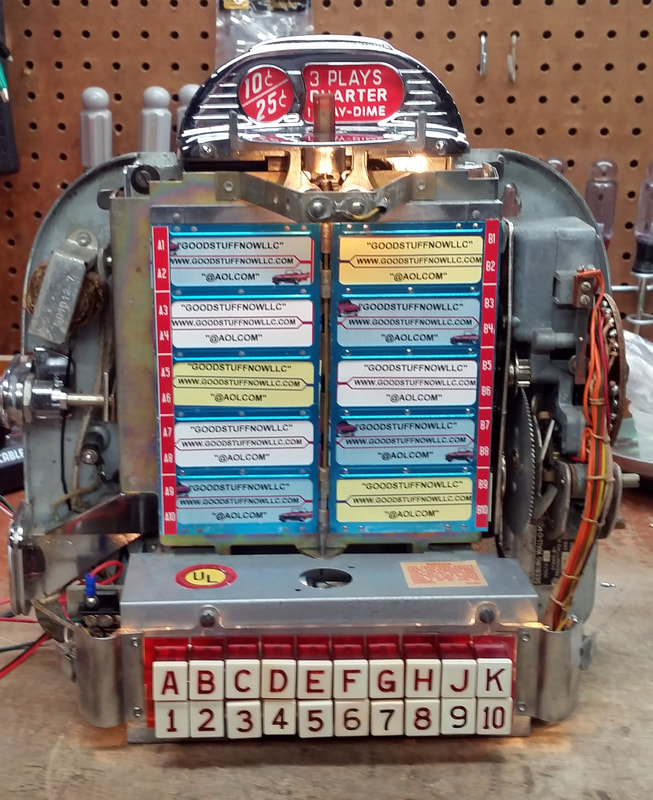 10¢
25¢
3 PLAYS
QUARTER
1 PLAY-DIME
A1
"GOODSTUFFNOWLLC"
WWW.GOODSTUFFNOWLLC.COM
A2
"@AOLCOM"
"GOODSTUFFNOWLLC"
B1
WWW.GOODSTUFFNOWLLC.COM
B2
"@AOLCOM"
A3
"GOODSTUFFNOWLLC"
WWW.GOODSTUFFNOWLLC.COM
A4
"@AOLCOM"
"GOODSTUFFNOWLLC"
B3
WWW.GOODSTUFFNOWLLC.COM
"@AOLCOM"
B4
A5
"GOODSTUFFNOWLLC"
WWW.GOODSTUFFNOWLLC.COM
A6
"@AOLCOM"
"GOODSTUFFNOWLLC"
B5
WWW.GOODSTUFFNOWLLC.COM
B6
"@AOLCOM"
A7
"GOODSTUFFNOWLLC"
WWW.GOODSTUFFNOWLLC.COM
A8
"@AOLCOM"
"GOODSTUFFNOWLLC"
B7
WWW.GOODSTUFFNOWLLC.COM
B8
"@AOLCOM"
A9
"GOODSTUFFNOWLLC"
WWW.GOODSTUFFNOWLLC.COM
A10
"@AOLCOM"
"GOODSTUFFNOWLLC"
B9
WWW.GOODSTUFFNOWLLC.COM
B10
"@AOLCOM"
UL
A B C D E F G H J K
1 2 3 4 5 6 7 8 9 10